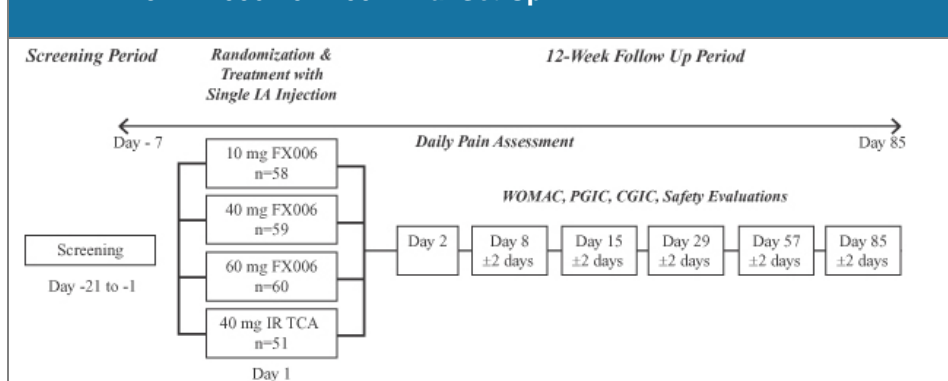 Screening Period
Randomization &
Treatment with
Single IA Injection
12-Week Follow Up Period
Day - 7
Daily Pain Assessment
Day 85
10 mg FX006
n=58
40 mg FX006
n=59
60 mg FX006
n=60
40 mg IR TCA
n=51
Day 1
Screening
Day -21 to -1
WOMAC, PGIC, CGIC, Safety Evaluations
Day 2
Day 8
±2 days
Day 15
±2 days
Day 29
±2 days
Day 57
±2 days
Day 85
±2 days